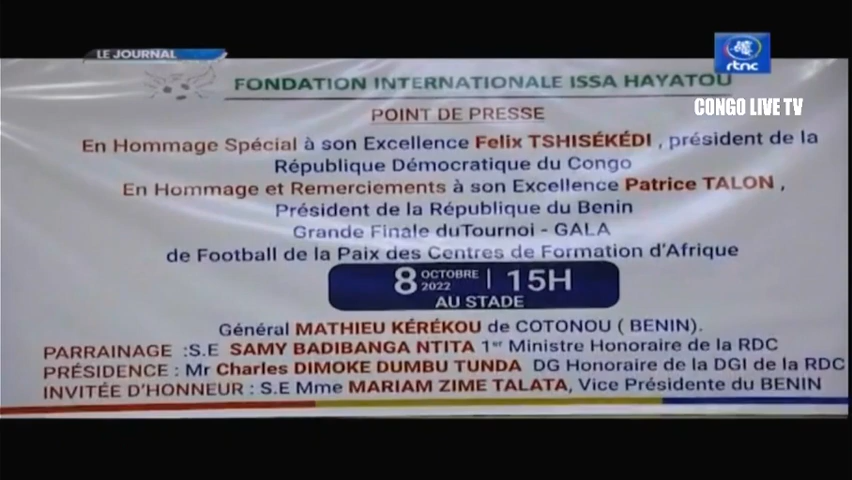 LE JOURNAL
rtnc
FONDATION INTERNATIONALE ISSA HAYATOU
CONGO LIVE TV
POINT DE PRESSE
En Hommage Spécial à son Excellence Felix TSHISÉKÉDI , président de la
République Démocratique du Congo
En Hommage et Remerciements à son Excellence Patrice TALON ,
Président de la République du Benin
Grande Finale duTournoi - GALA
de Football de la Paix des Centres de Formation d'Afrique
8 OCTOBRE 2022 | 15H
AU STADE
Général MATHIEU KÉRÉKOU de COTONOU ( BENIN).
PARRAINAGE :S.E SAMY BADIBANGA NTITA 1er Ministre Honoraire de la RDC
PRÉSIDENCE : Mr Charles DIMOKE DUMBU TUNDA DG Honoraire de la DGI de la RDC
INVITÉE D'HONNEUR : S.E Mme MARIAM ZIME TALATA, Vice Présidente du BENIN